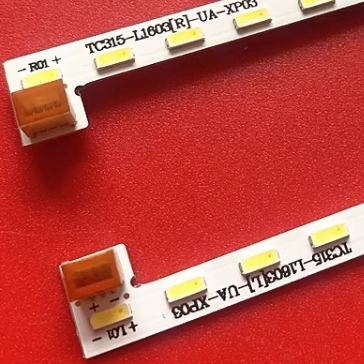 TC315-L1603[R]-UA-XP03
- R01 +
TC315-L1603[L]-UA-XP03
+ -
+ L01 -